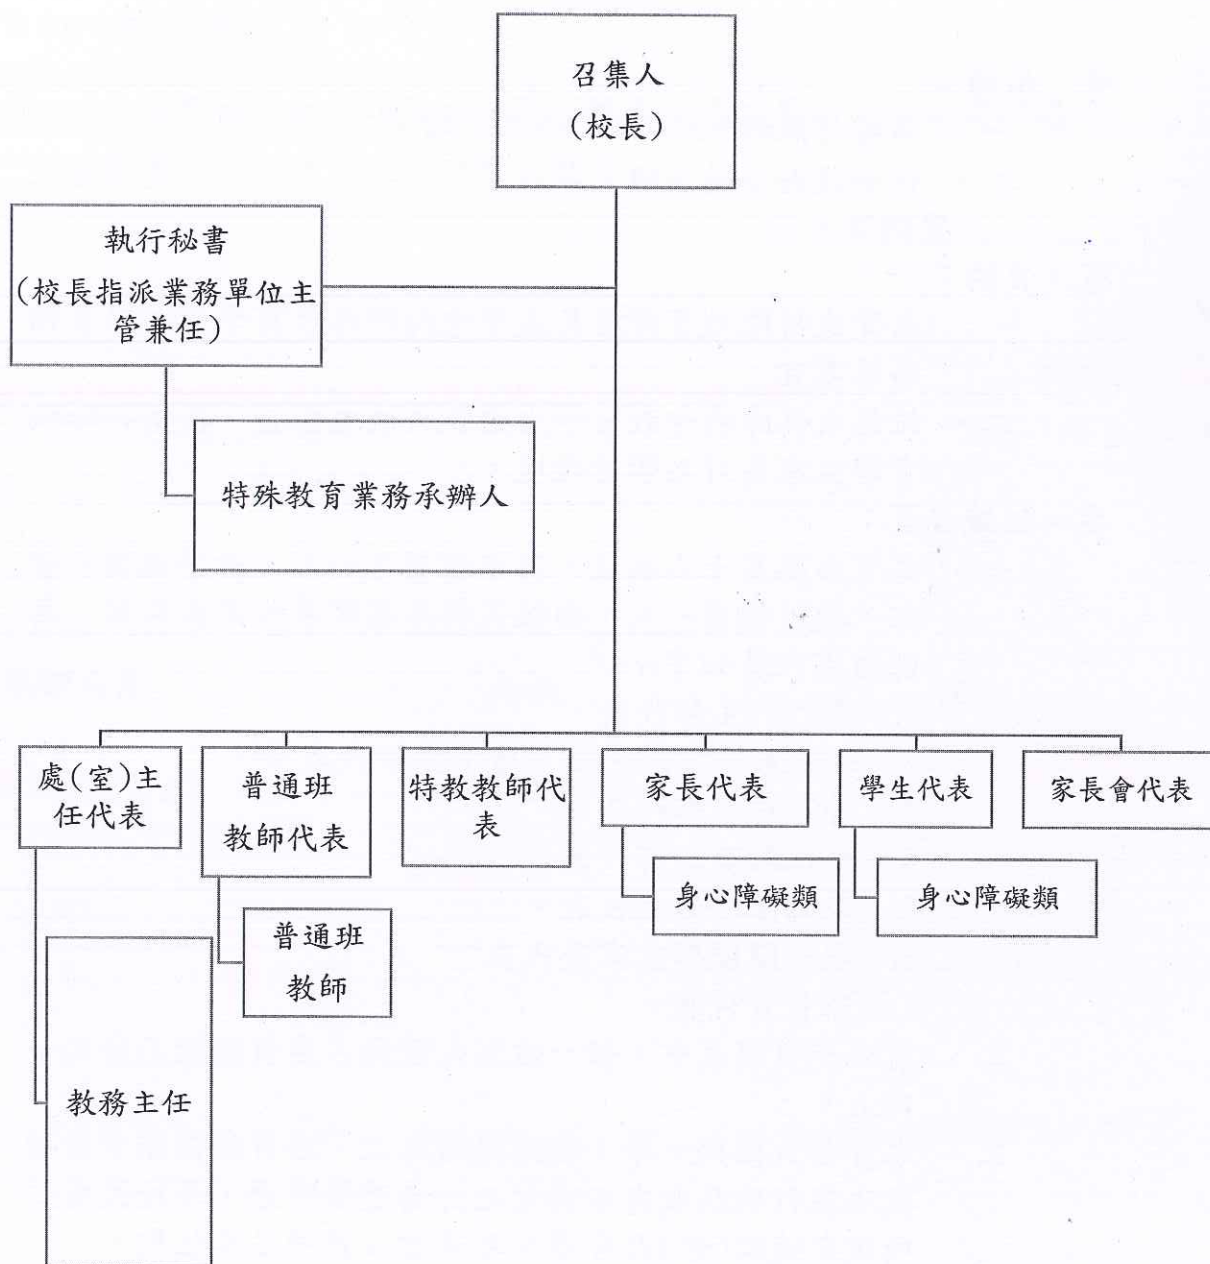 召集人
(校長)
執行秘書
(校長指派業務單位主
管兼任)
特殊教育業務承辦人
處(室)主
任代表
普通班
教師代表
特教教師代
表
家長代表
學生代表
家長會代表
身心障礙類
身心障礙類
普通班
教師
教務主任